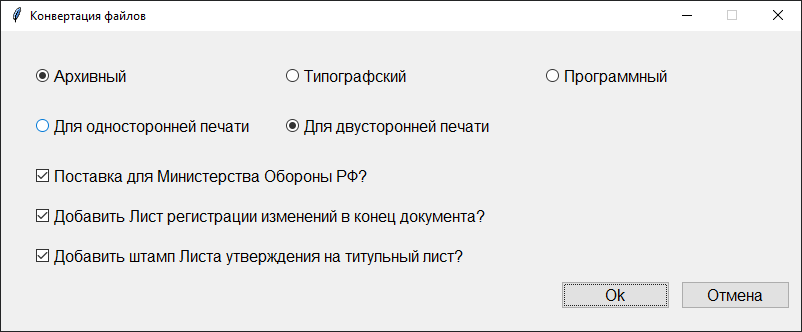 Конвертация файлов
Архивный Типографский Программный
Для односторонней печати Для двусторонней печати
Поставка для Министерства Обороны РФ?
Добавить Лист регистрации изменений в конец документа?
Добавить штамп Листа утверждения на титульный лист?
Ok Отмена